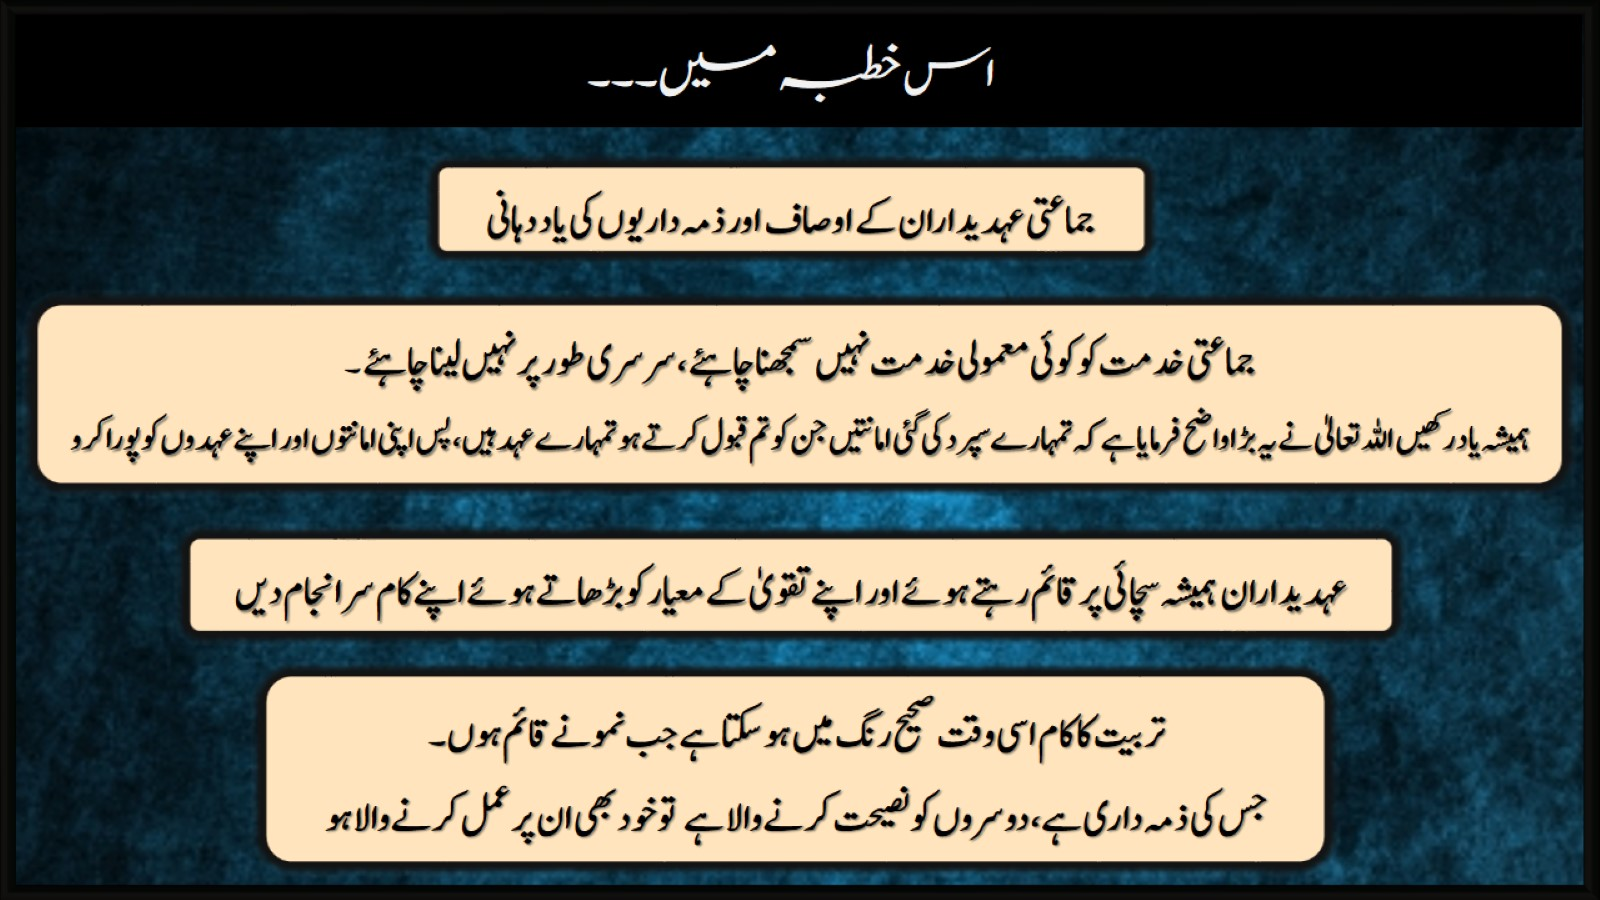 اس خطبہ میں۔۔۔
جماعتی عہدیداران کے اوصاف اور ذمہ داریوں کی یاد دہانی
جماعتی خدمت کو کوئی معمولی خدمت نہیں سمجھنا چاہئے، سرسری طور پر نہیں لینا چاہئے۔
ہمیشہ یاد رکھیں اللہ تعالیٰ نے یہ بڑا واضح فرمایا ہے کہ تمہارے سپرد کی گئی امانتیں جن کو تم قبول کرتے ہو تمہارے عہد ہیں، پس اپنی امانتوں اور اپنے عہدوں کو پورا کرو
عہدیداران ہمیشہ سچائی پر قائم رہتے ہوئے اور اپنے تقویٰ کے معیار کو بڑھاتے ہوئے اپنے کام سرانجام دیں
تربیت کا کام اسی وقت صحیح رنگ میں ہو سکتا ہے جب نمونے قائم ہوں۔
جس کی ذمہ داری ہے، دوسروں کو نصیحت کرنے والا ہے تو خود بھی ان پر عمل کرنے والا ہو